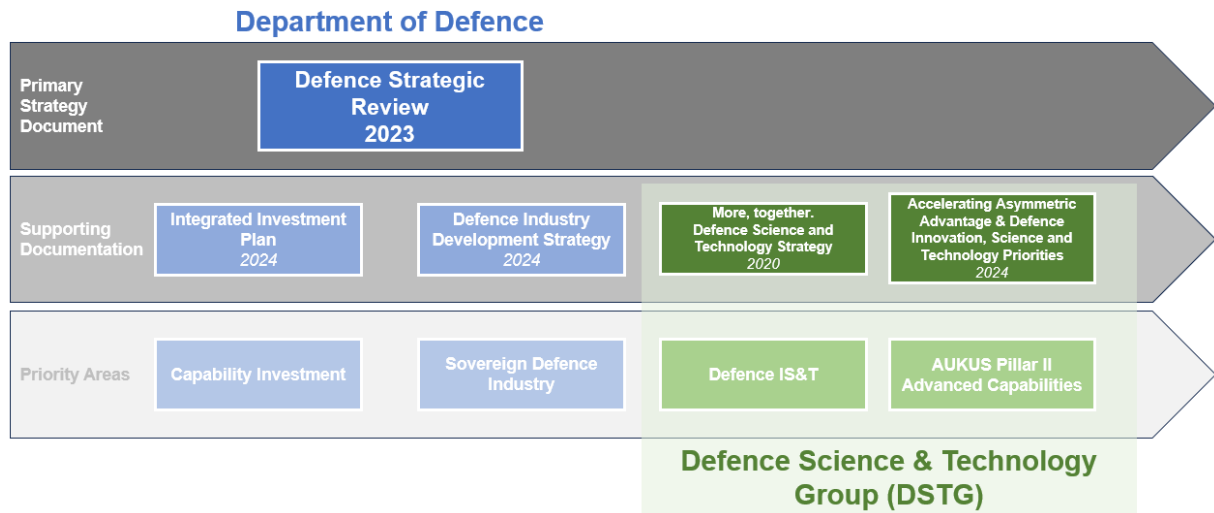 Department of Defence
Primary
Strategy
Document
Defence Strategic
Review
2023
Supporting
Documentation
Integrated Investment
Plan
2024
Defence Industry
Development Strategy
2024
More, together.
Defence Science and
Technology Strategy
2020
Accelerating Asymmetric
Advantage & Defence
Innovation, Science and
Technology Priorities
2024
Priority Areas
Capability Investment
Sovereign Defence
Industry
Defence IS&T
AUKUS Pillar II
Advanced Capabilities
Defence Science & Technology
Group (DSTG)